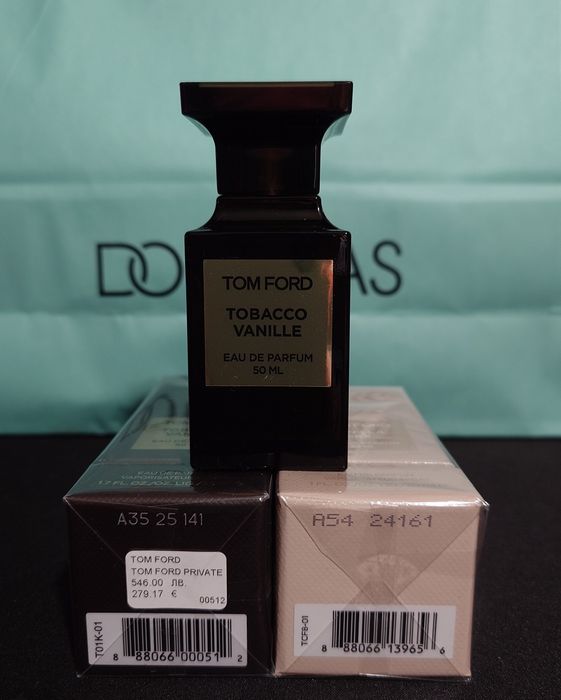 DO AS
TOM FORD
TOBACCO
VANILLE
EAU DE PARFUM
50 ML
A35 25 141
TOM FORD
TOM FORD PRIVATE
546.00 ЛВ.
279.17 €
00512
T01K-01
8 88066 00051 2
A54 24161
TCF8-01
8 88066 13965 6